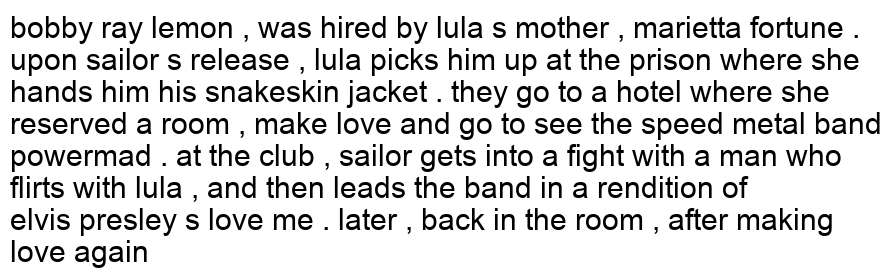 bobby ray lemon , was hired by lula s mother , marietta fortune .
upon sailor s release , lula picks him up at the prison where she
hands him his snakeskin jacket . they go to a hotel where she
reserved a room , make love and go to see the speed metal band
powermad . at the club , sailor gets into a fight with a man who
flirts with lula , and then leads the band in a rendition of
elvis presley s love me . later , back in the room , after making
love again